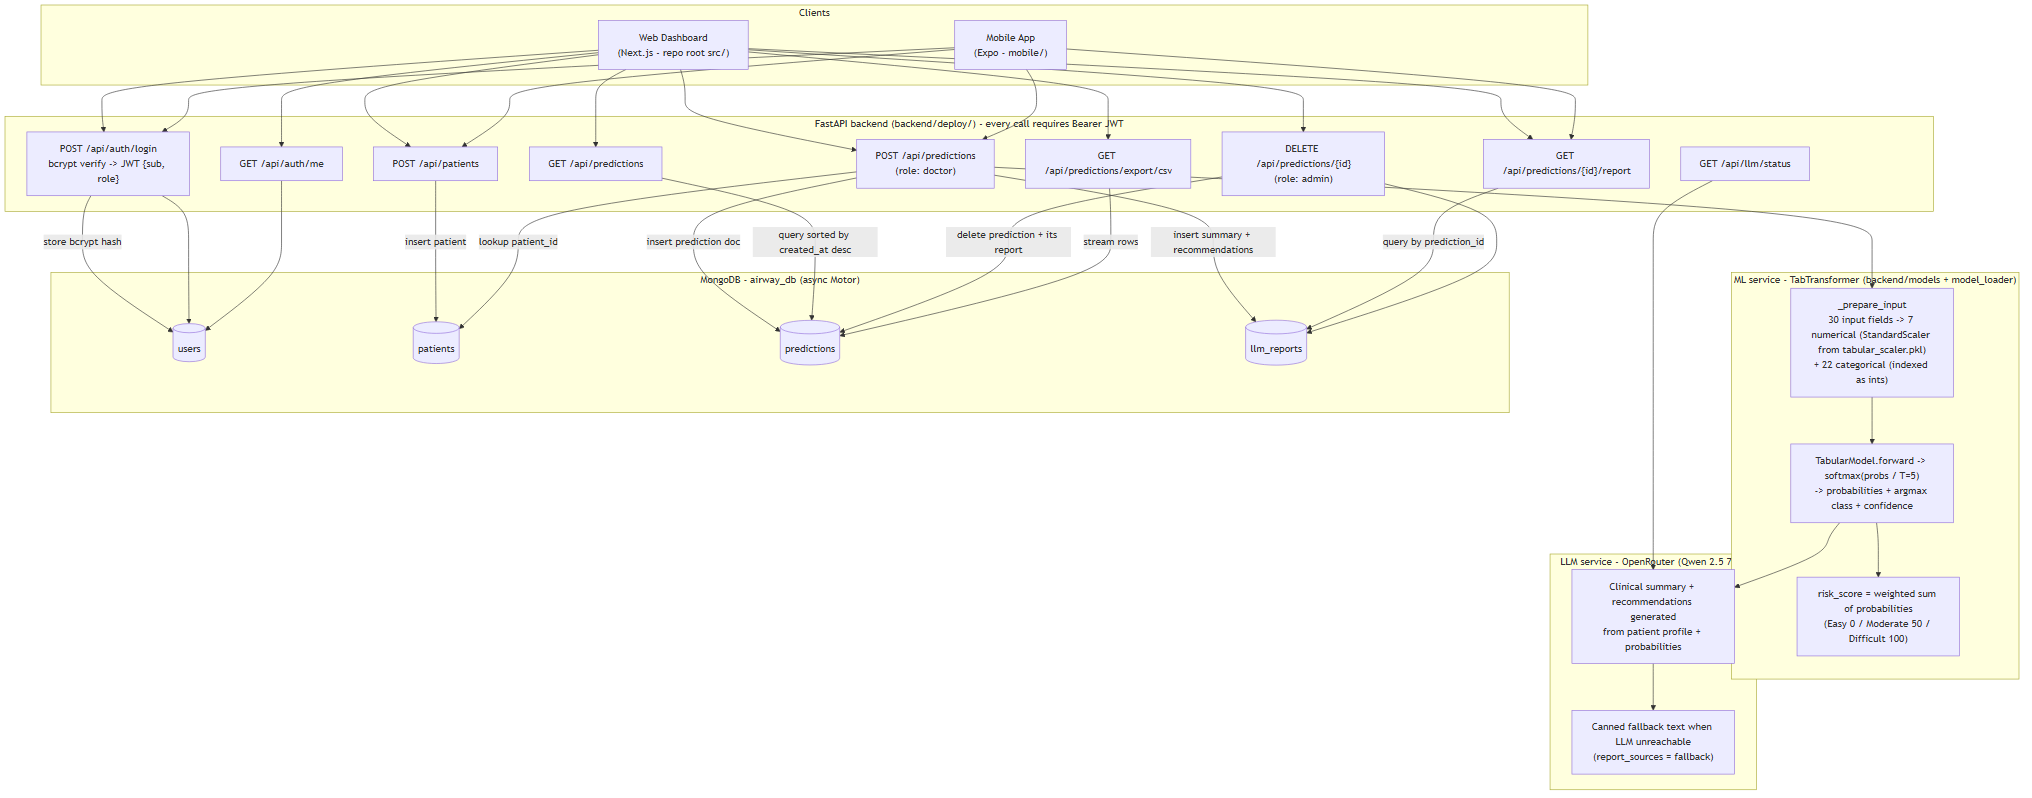 Clients
Web Dashboard
(Next.js - repo root src/)
Mobile App
(Expo - mobile/)
FastAPI backend (backend/deploy/) - every call requires Bearer JWT
POST /api/auth/login
bcrypt verify -> JWT {sub,
role}
GET /api/auth/me
POST /api/patients
GET /api/predictions
POST /api/predictions
(role: doctor)
GET
/api/predictions/export/csv
DELETE
/api/predictions/{id}
(role: admin)
GET
/api/predictions/{id}/report
GET /api/llm/status
store bcrypt hash
insert patient
lookup patient_id
insert prediction doc
query sorted by
created_at desc
delete prediction + its
report
stream rows
insert summary +
recommendations
query by prediction_id
MongoDB - airway_db (async Motor)
users
patients
predictions
llm_reports
ML service - TabTransformer (backend/models + model_loader)
_prepare_input
30 input fields -> 7
numerical (StandardScaler
from tabular_scaler.pkl)
+ 22 categorical (indexed
as ints)
TabularModel.forward ->
softmax(probs / T=5)
-> probabilities + argmax
class + confidence
risk_score = weighted sum
of probabilities
(Easy 0 / Moderate 50 /
Difficult 100)
LLM service - OpenRouter (Qwen 2.5 7
Clinical summary +
recommendations
generated
from patient profile +
probabilities
Canned fallback text when
LLM unreachable
(report_sources = fallback)